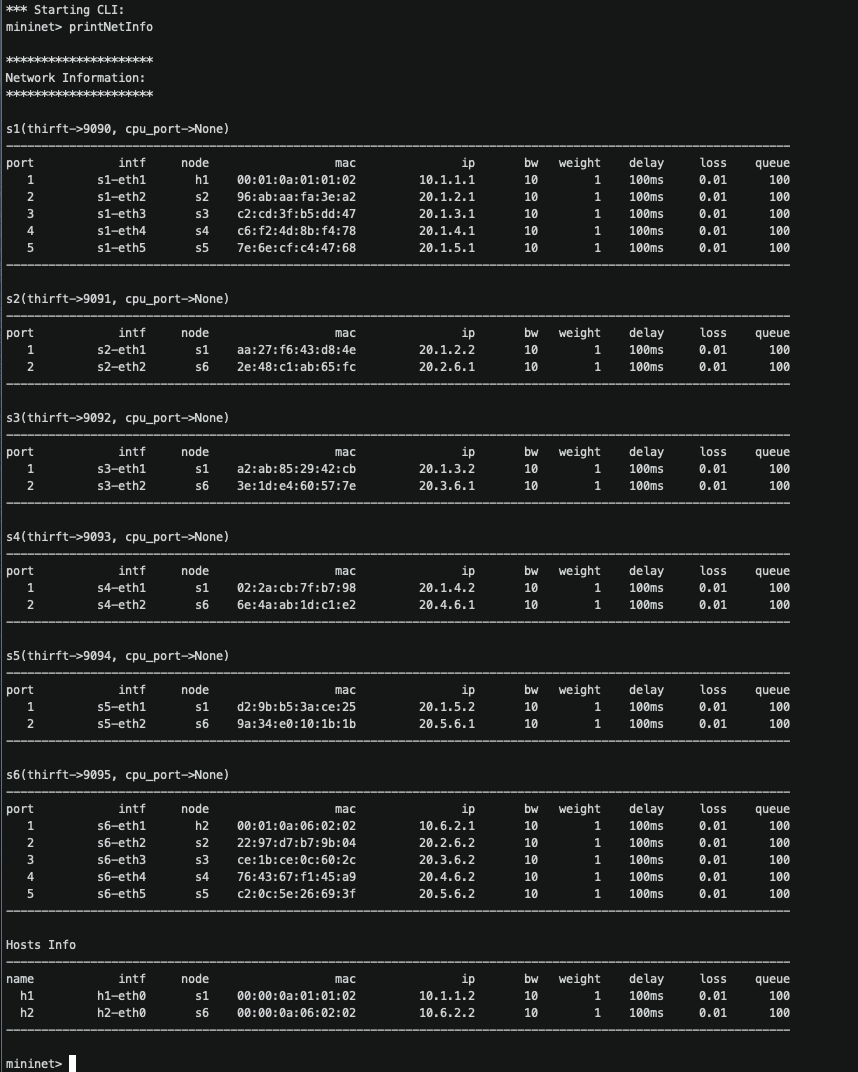 *** Starting CLI:
mininet> printNetInfo
*********************
Network Information:
*********************
s1(thirft->9090, cpu_port->None)
port intf node mac ip bw weight delay loss queue
1 s1-eth1 h1 00:01:0a:01:01:02 10.1.1.1 10 1 100ms 0.01 100
2 s1-eth2 s2 96:ab:aa:fa:3e:a2 20.1.2.1 10 1 100ms 0.01 100
3 s1-eth3 s3 c2:cd:3f:b5:dd:47 20.1.3.1 10 1 100ms 0.01 100
4 s1-eth4 s4 c6:f2:4d:8b:f4:78 20.1.4.1 10 1 100ms 0.01 100
5 s1-eth5 s5 7e:6e:cf:c4:47:68 20.1.5.1 10 1 100ms 0.01 100
s2(thirft->9091, cpu_port->None)
port intf node mac ip bw weight delay loss queue
1 s2-eth1 s1 aa:27:f6:43:d8:4e 20.1.2.2 10 1 100ms 0.01 100
2 s2-eth2 s6 2e:48:c1:ab:65:fc 20.2.6.1 10 1 100ms 0.01 100
s3(thirft->9092, cpu_port->None)
port intf node mac ip bw weight delay loss queue
1 s3-eth1 s1 a2:ab:85:29:42:cb 20.1.3.2 10 1 100ms 0.01 100
2 s3-eth2 s6 3e:1d:e4:60:57:7e 20.3.6.1 10 1 100ms 0.01 100
s4(thirft->9093, cpu_port->None)
port intf node mac ip bw weight delay loss queue
1 s4-eth1 s1 02:2a:cb:7f:b7:98 20.1.4.2 10 1 100ms 0.01 100
2 s4-eth2 s6 6e:4a:ab:1d:c1:e2 20.4.6.1 10 1 100ms 0.01 100
s5(thirft->9094, cpu_port->None)
port intf node mac ip bw weight delay loss queue
1 s5-eth1 s1 d2:9b:b5:3a:ce:25 20.1.5.2 10 1 100ms 0.01 100
2 s5-eth2 s6 9a:34:e0:10:1b:1b 20.5.6.1 10 1 100ms 0.01 100
s6(thirft->9095, cpu_port->None)
port intf node mac ip bw weight delay loss queue
1 s6-eth1 h2 00:01:0a:06:02:02 10.6.2.1 10 1 100ms 0.01 100
2 s6-eth2 s2 22:97:d7:b7:9b:04 20.2.6.2 10 1 100ms 0.01 100
3 s6-eth3 s3 ce:1b:ce:0c:60:2c 20.3.6.2 10 1 100ms 0.01 100
4 s6-eth4 s4 76:43:67:f1:45:a9 20.4.6.2 10 1 100ms 0.01 100
5 s6-eth5 s5 c2:0c:5e:26:69:3f 20.5.6.2 10 1 100ms 0.01 100
Hosts Info
name intf node mac ip bw weight delay loss queue
h1 h1-eth0 s1 00:00:0a:01:01:02 10.1.1.2 10 1 100ms 0.01 100
h2 h2-eth0 s6 00:00:0a:06:02:02 10.6.2.2 10 1 100ms 0.01 100
mininet>